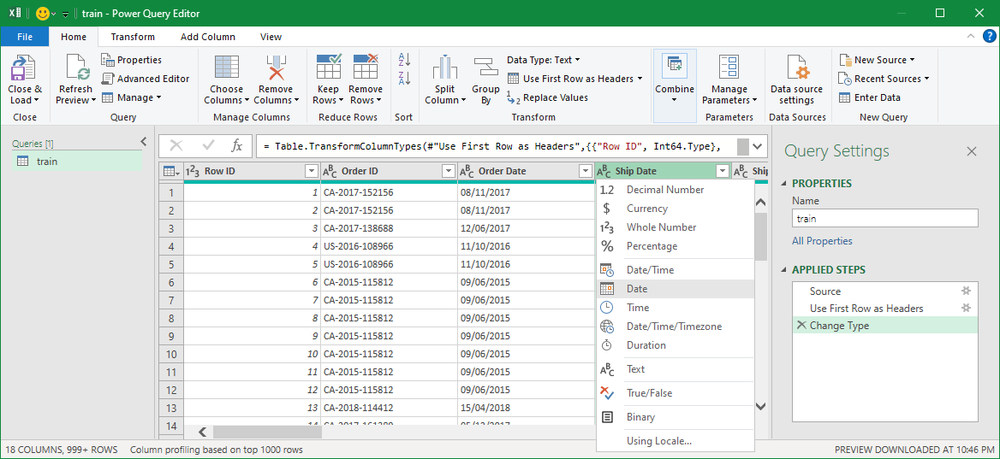 train - Power Query Editor
File Home Transform Add Column View
Close & Load
Refresh Preview
Properties
Advanced Editor
Manage
Choose Columns
Remove Columns
Keep Rows
Remove Rows
Split Column
Group By
Data Type: Text
Use First Row as Headers
Replace Values
Combine
Manage Parameters
Data source settings
New Source
Recent Sources
Enter Data
Close Query Manage Columns Reduce Rows Sort Transform Parameters Data Sources New Query
Queries [1]
train
fx = Table.TransformColumnTypes(#"Use First Row as Headers",{{"Row ID", Int64.Type},
1²3 Row ID ABC Order ID ABC Order Date ABC Ship Date ABC Ship
1 1 CA-2017-152156 08/11/2017
2 2 CA-2017-152156 08/11/2017
3 3 CA-2017-138688 12/06/2017
4 4 US-2016-108966 11/10/2016
5 5 US-2016-108966 11/10/2016
6 6 CA-2015-115812 09/06/2015
7 7 CA-2015-115812 09/06/2015
8 8 CA-2015-115812 09/06/2015
9 9 CA-2015-115812 09/06/2015
10 10 CA-2015-115812 09/06/2015
11 11 CA-2015-115812 09/06/2015
12 12 CA-2015-115812 09/06/2015
13 13 CA-2018-114412 15/04/2018
14
1.2 Decimal Number
$ Currency
1²3 Whole Number
% Percentage
Date/Time
Date
Time
Date/Time/Timezone
Duration
ABC Text
True/False
Binary
Using Locale...
Query Settings
PROPERTIES
Name
train
All Properties
APPLIED STEPS
Source
Use First Row as Headers
Change Type
18 COLUMNS, 999+ ROWS Column profiling based on top 1000 rows PREVIEW DOWNLOADED AT 10:46 PM